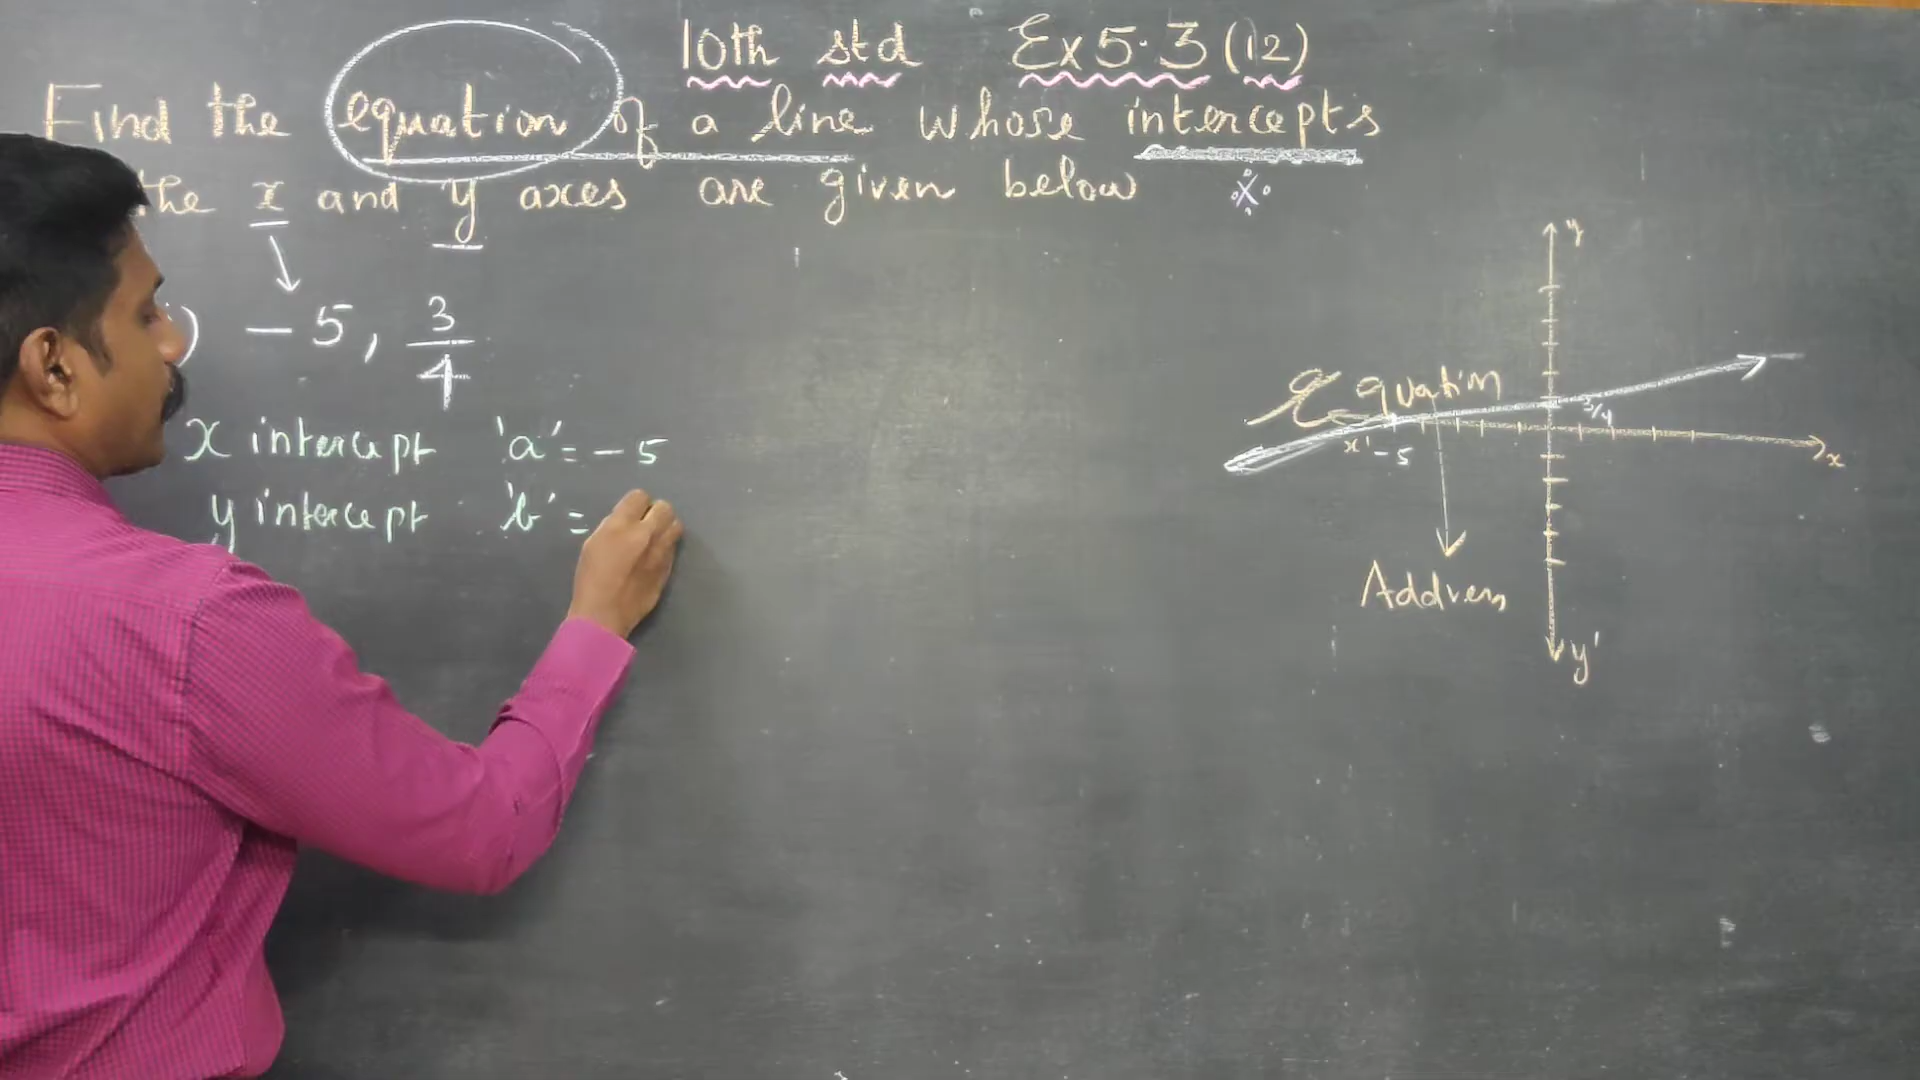 10th std Ex 5.3 (12)
Find the equation of a line whose intercepts
the x and y axes are given below
) -5, 3/4
x intercept 'a' = -5
y intercept 'b' =
y
Equation
3/4
x' -5
x
Address
y'